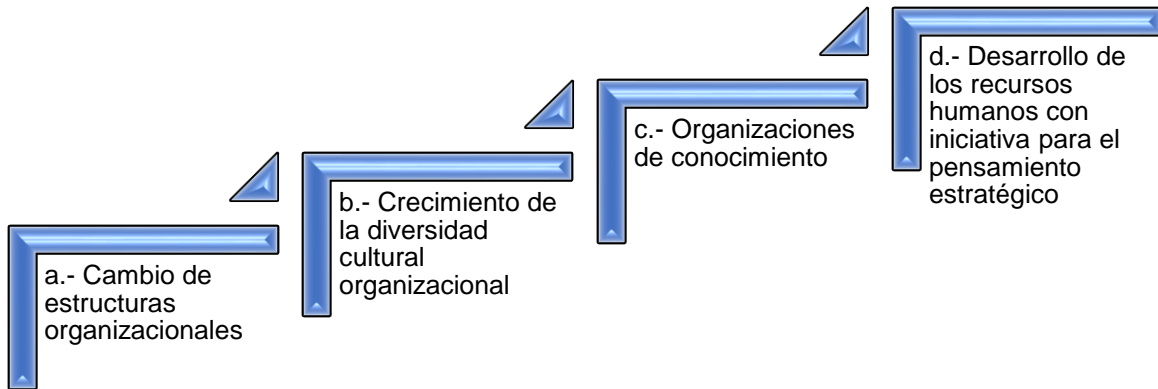 a.- Cambio de
estructuras
organizacionales
b.- Crecimiento de
la diversidad
cultural
organizacional
c.- Organizaciones
de conocimiento
d.- Desarrollo de
los recursos
humanos con
iniciativa para el
pensamiento
estratégico